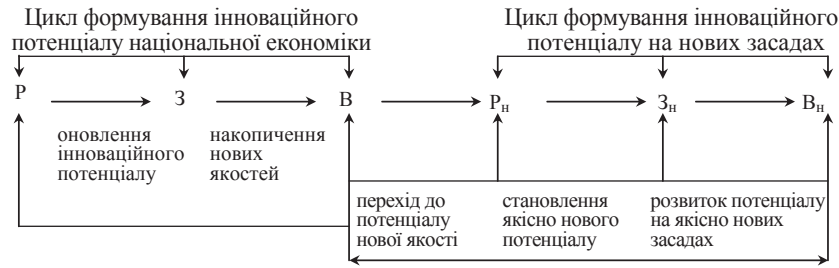 Цикл формування інноваційного
потенціалу національної економіки
Цикл формування інноваційного
потенціалу на нових засадах
Р
З
В
Рн
Зн
Вн
оновлення
інноваційного
потенціалу
накопичення
нових
якостей
перехід до
потенціалу
нової якості
становлення
якісно нового
потенціалу
розвиток потенціалу
на якісно нових
засадах